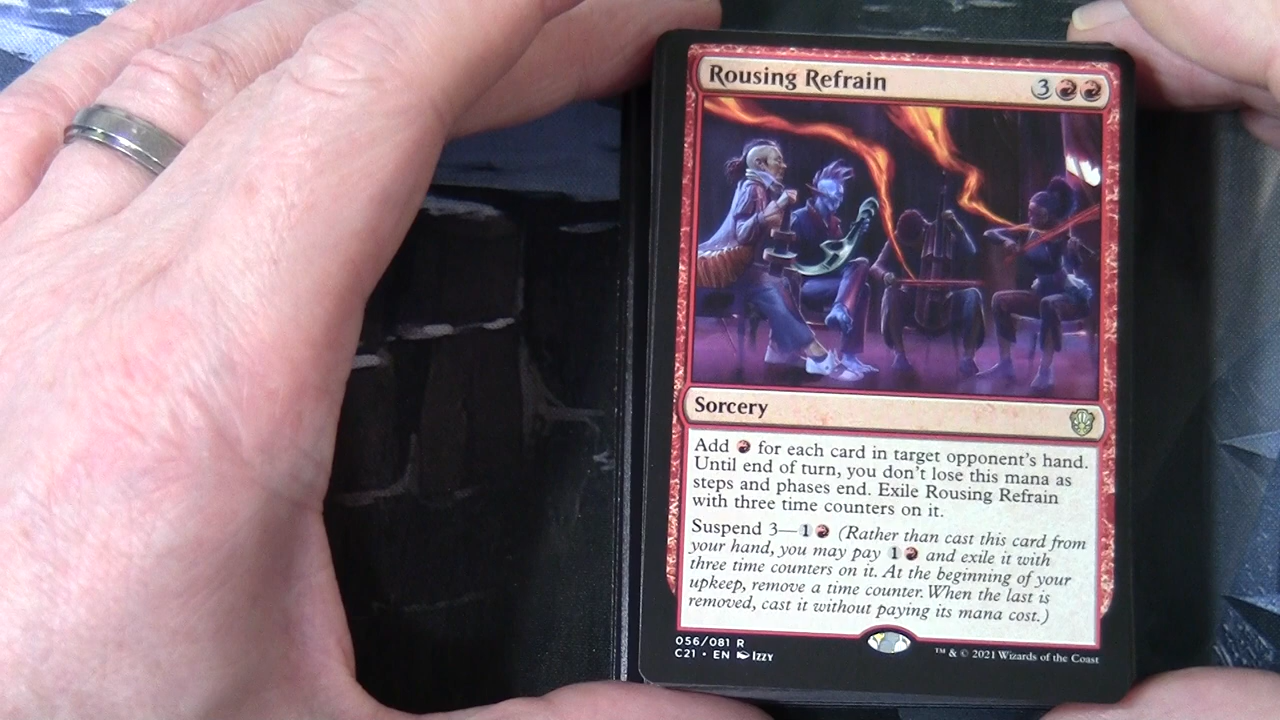 Rousing Refrain 3
Sorcery
Add for each card in target opponent's hand.
Until end of turn, you don't lose this mana as
steps and phases end. Exile Rousing Refrain
with three time counters on it.
Suspend 3—1 (Rather than cast this card from
your hand, you may pay 1 and exile it with
three time counters on it. At the beginning of your
upkeep, remove a time counter. When the last is
removed, cast it without paying its mana cost.)
056/081 R
C21 • EN Izzy
™ & © 2021 Wizards of the Coast